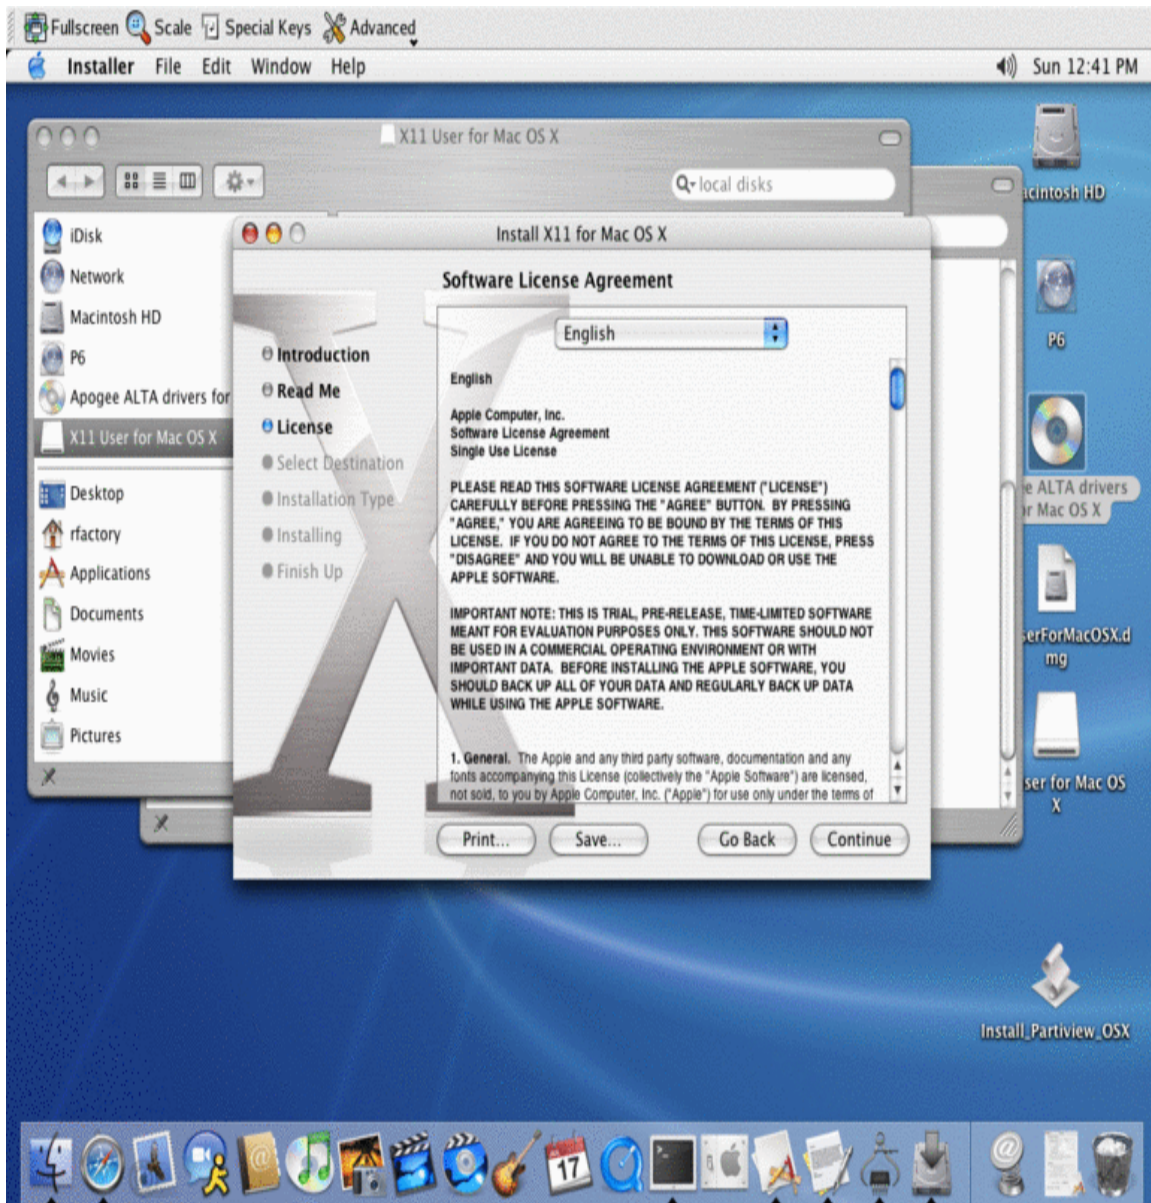 Fullscreen Scale Special Keys Advanced
Installer File Edit Window Help Sun 12:41 PM
X11 User for Mac OS X
local disks
iDisk
Network
Macintosh HD
P6
Apogee ALTA drivers for
X11 User for Mac OS X
Desktop
rfactory
Applications
Documents
Movies
Music
Pictures
Install X11 for Mac OS X
Software License Agreement
Introduction
Read Me
License
Select Destination
Installation Type
Installing
Finish Up
English
English
Apple Computer, Inc.
Software License Agreement
Single Use License
PLEASE READ THIS SOFTWARE LICENSE AGREEMENT ("LICENSE")
CAREFULLY BEFORE PRESSING THE "AGREE" BUTTON. BY PRESSING
"AGREE," YOU ARE AGREEING TO BE BOUND BY THE TERMS OF THIS
LICENSE. IF YOU DO NOT AGREE TO THE TERMS OF THIS LICENSE, PRESS
"DISAGREE" AND YOU WILL BE UNABLE TO DOWNLOAD OR USE THE
APPLE SOFTWARE.
IMPORTANT NOTE: THIS IS TRIAL, PRE-RELEASE, TIME-LIMITED SOFTWARE
MEANT FOR EVALUATION PURPOSES ONLY. THIS SOFTWARE SHOULD NOT
BE USED IN A COMMERCIAL OPERATING ENVIRONMENT OR WITH
IMPORTANT DATA. BEFORE INSTALLING THE APPLE SOFTWARE, YOU
SHOULD BACK UP ALL OF YOUR DATA AND REGULARLY BACK UP DATA
WHILE USING THE APPLE SOFTWARE.
1. General. The Apple and any third party software, documentation and any
fonts accompanying this License (collectively the "Apple Software") are licensed,
not sold, to you by Apple Computer, Inc. ("Apple") for use only under the terms of
Print... Save... Go Back Continue
acintosh HD
P6
e ALTA drivers
or Mac OS X
serForMacOSX.d
mg
ser for Mac OS
X
Install_Partiview_OSX
17